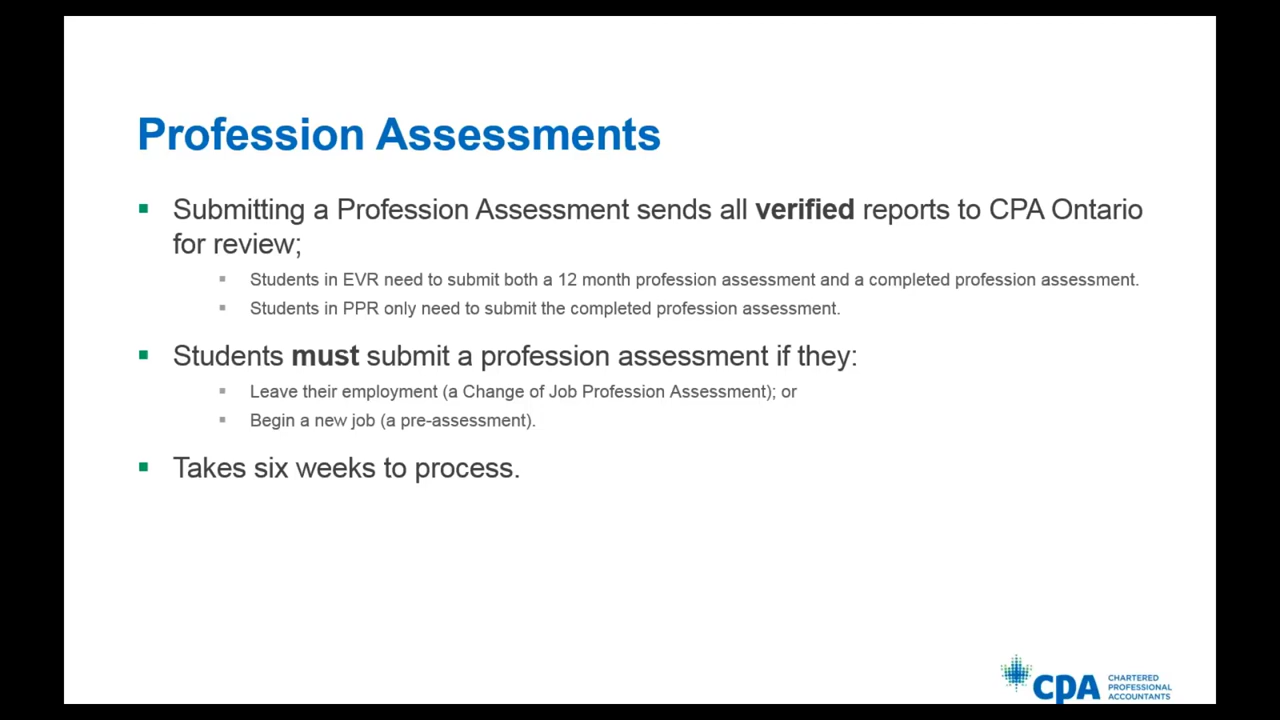 Profession Assessments
▪ Submitting a Profession Assessment sends all verified reports to CPA Ontario
for review;
▪ Students in EVR need to submit both a 12 month profession assessment and a completed profession assessment.
▪ Students in PPR only need to submit the completed profession assessment.
▪ Students must submit a profession assessment if they:
▪ Leave their employment (a Change of Job Profession Assessment); or
▪ Begin a new job (a pre-assessment).
▪ Takes six weeks to process.
CPA
CHARTERED
PROFESSIONAL
ACCOUNTANTS